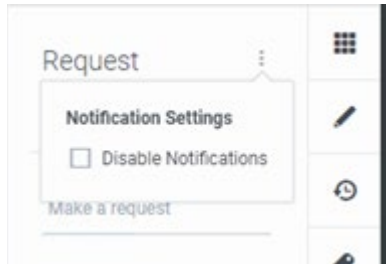 Request
Notification Settings
Disable Notifications
Make a request